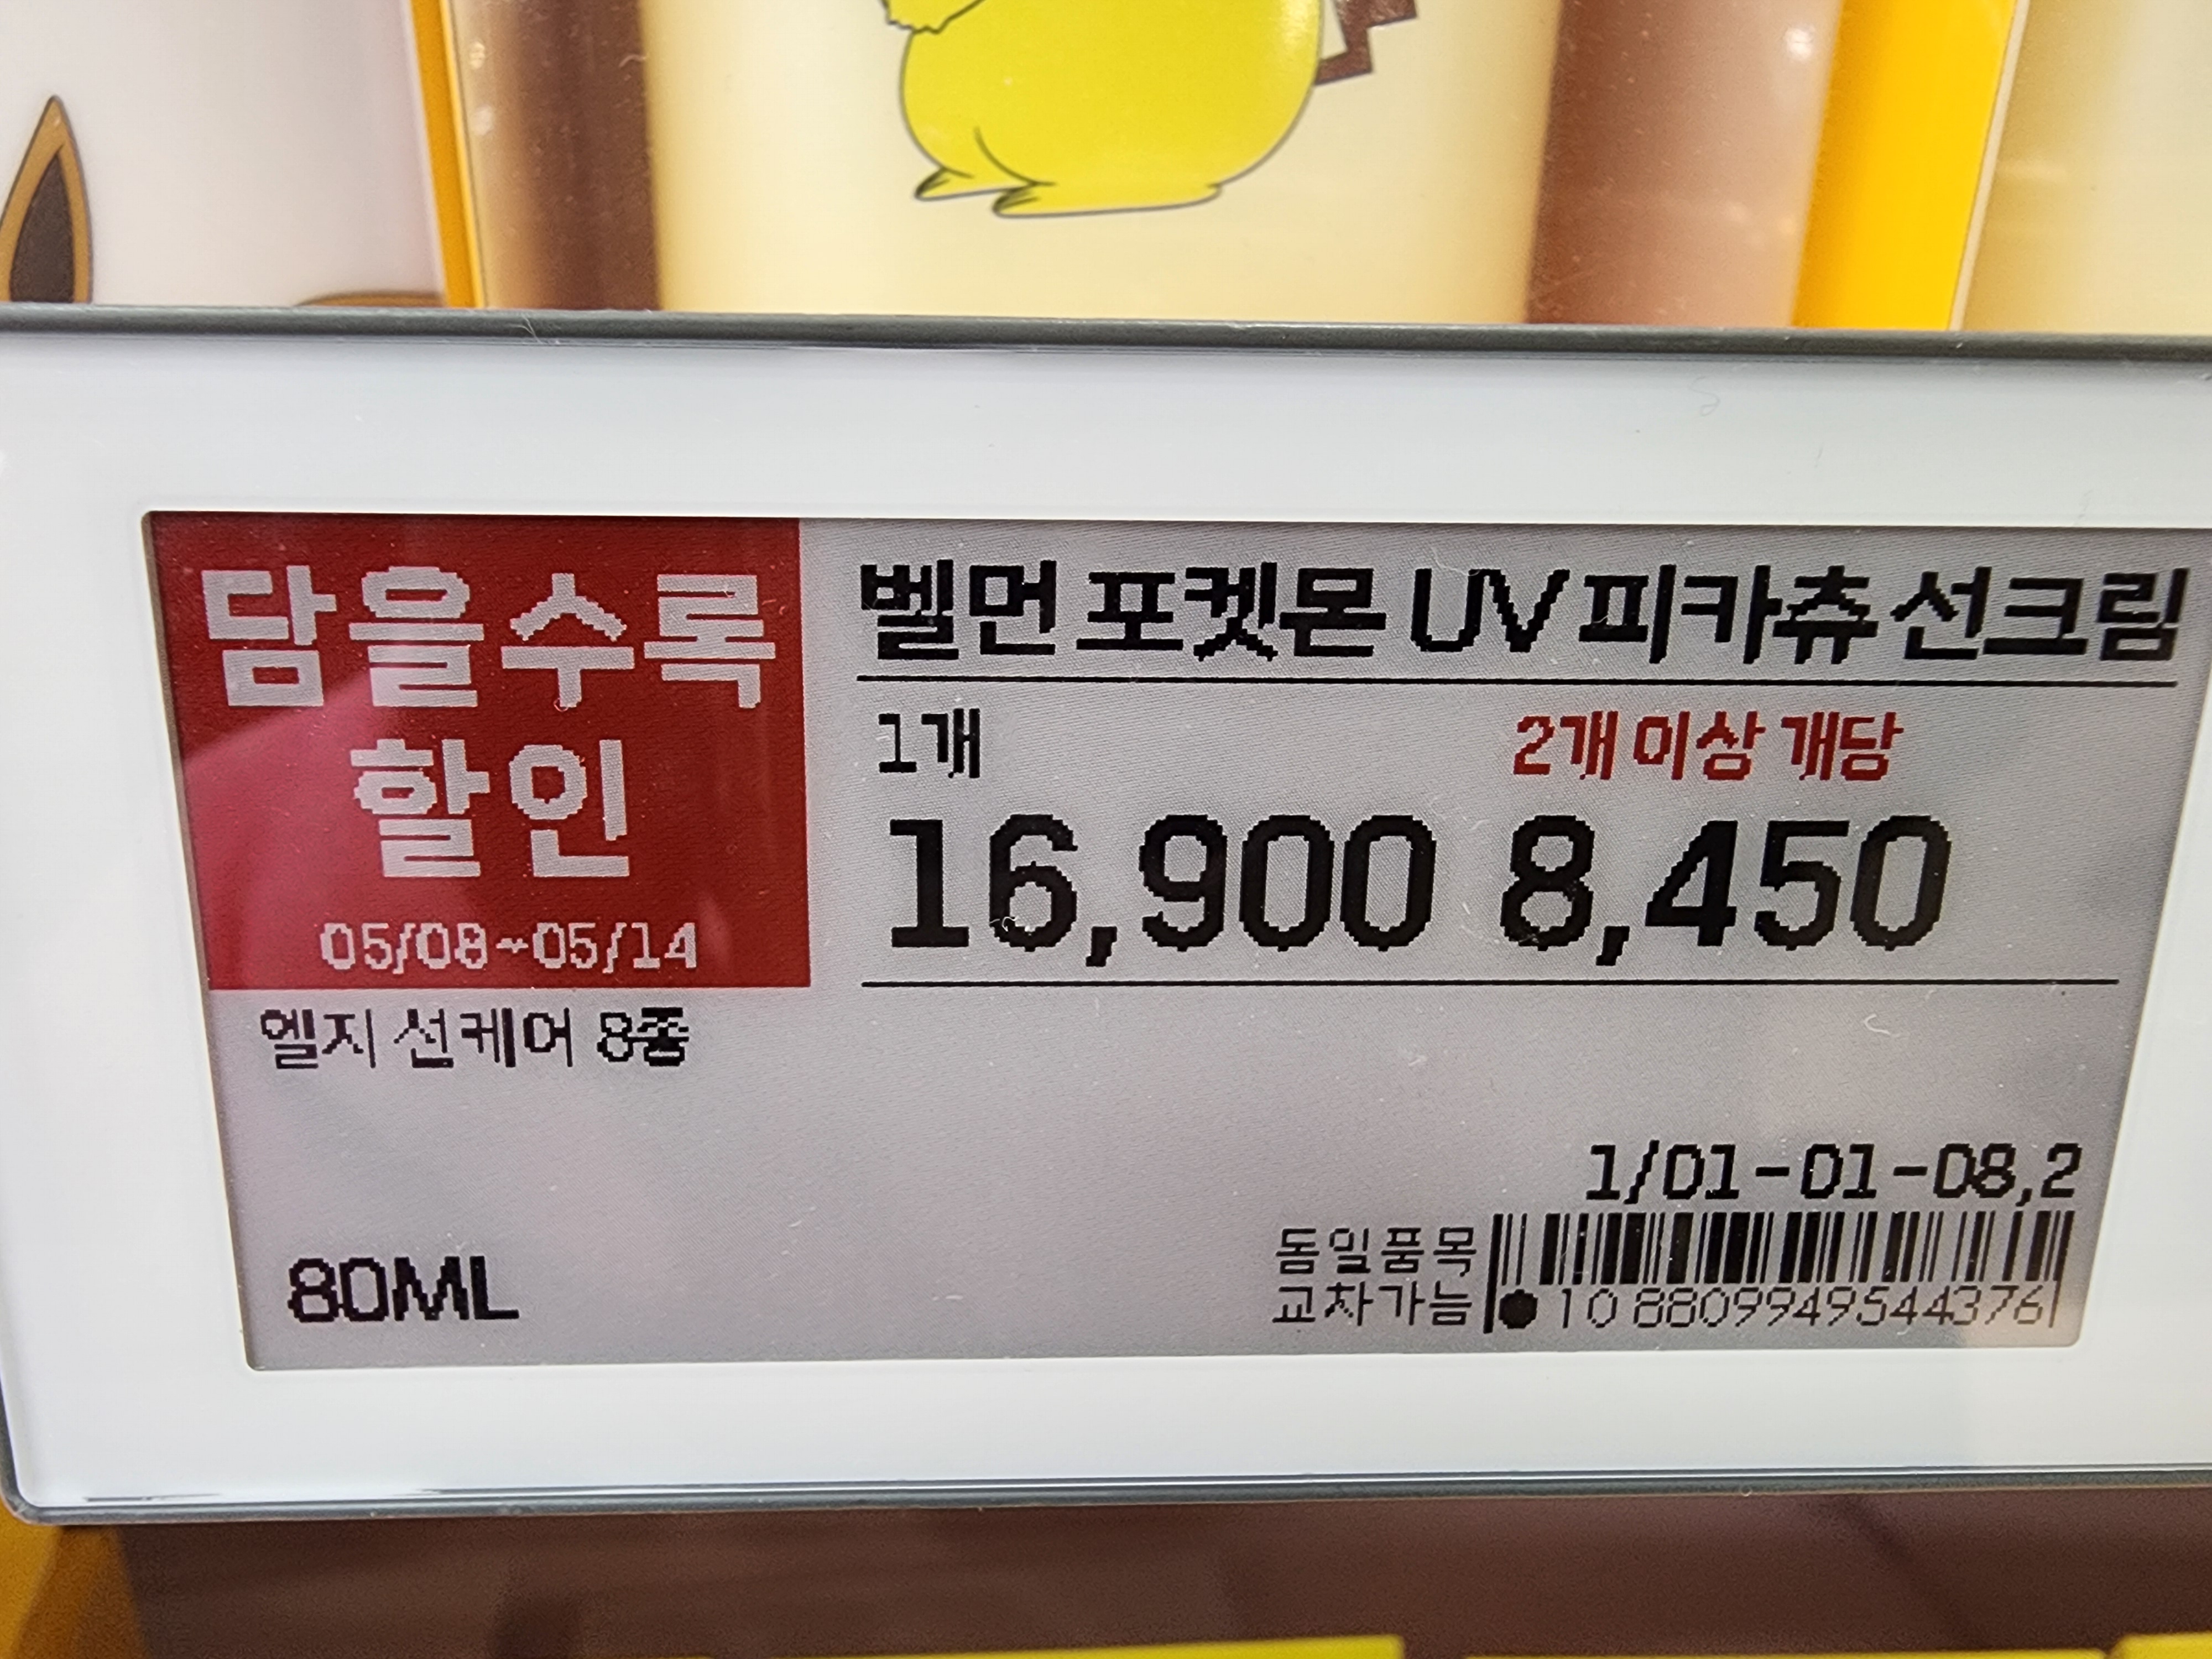 담을수록
할인
05/08~05/14
엘지 선케어 8종
80ML
벨먼 포켓몬 UV 피카츄 선크림
1개 2개 이상 개당
16,900 8,450
1/01-01-08,2
동일품목
교차가능
● 10 8809949544376